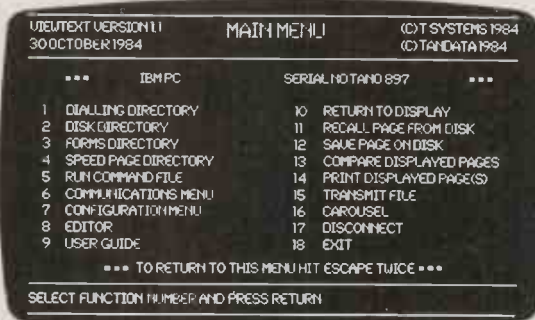 VIEWTEXT VERSION 1.1 MAIN MENU (C) T SYSTEMS 1984
30 OCTOBER 1984 (C) TANDATA 1984
▪▪▪ IBM PC SERIAL NO TAND 897 ▪▪▪
1 DIALLING DIRECTORY
2 DISK DIRECTORY
3 FORMS DIRECTORY
4 SPEED PAGE DIRECTORY
5 RUN COMMAND FILE
6 COMMUNICATIONS MENU
7 CONFIGURATION MENU
8 EDITOR
9 USER GUIDE
10 RETURN TO DISPLAY
11 RECALL PAGE FROM DISK
12 SAVE PAGE ON DISK
13 COMPARE DISPLAYED PAGES
14 PRINT DISPLAYED PAGE(S)
15 TRANSMIT FILE
16 CAROUSEL
17 DISCONNECT
18 EXIT
▪▪▪ TO RETURN TO THIS MENU HIT ESCAPE TWICE ▪▪▪
SELECT FUNCTION NUMBER AND PRESS RETURN